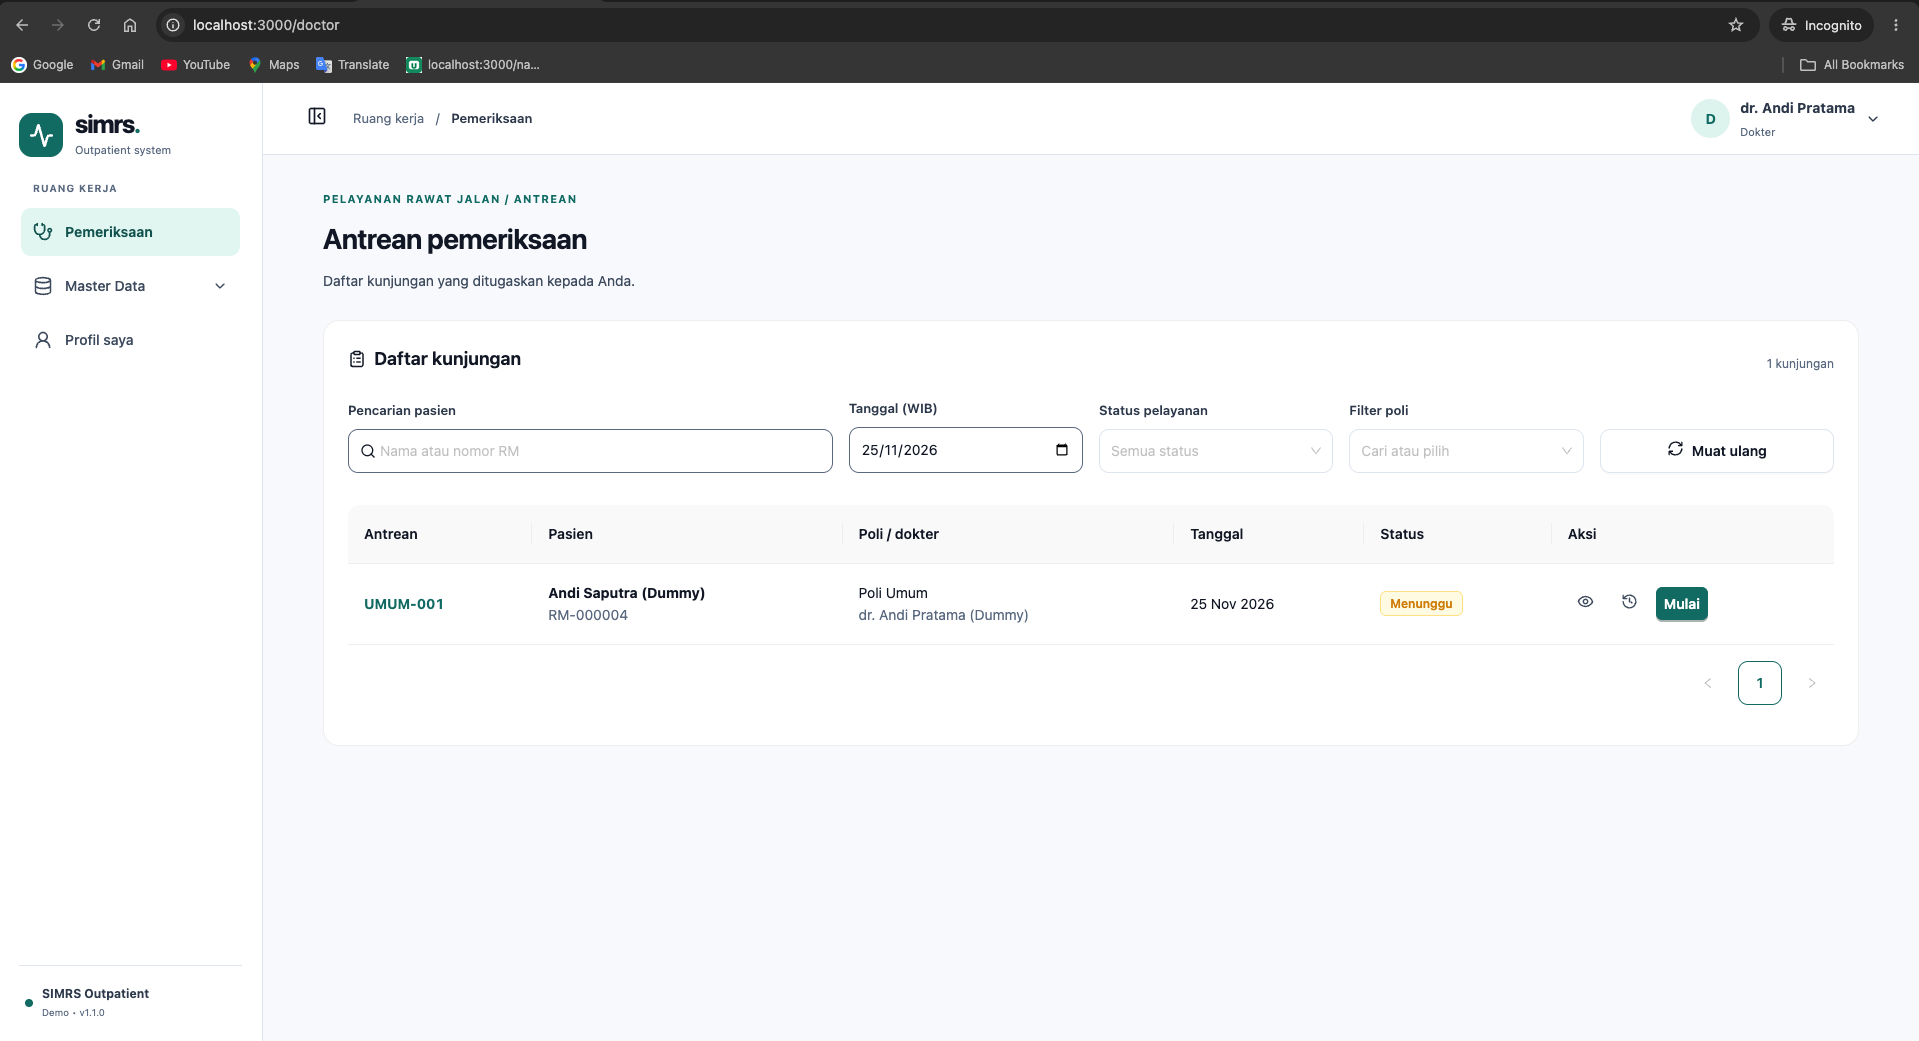 localhost:3000/doctor
Incognito
Google
Gmail
YouTube
Maps
Translate
localhost:3000/na...
All Bookmarks
simrs.
Outpatient system
RUANG KERJA
Pemeriksaan
Master Data
Profil saya
SIMRS Outpatient
Demo • v1.1.0
Ruang kerja / Pemeriksaan
D
dr. Andi Pratama
Dokter
PELAYANAN RAWAT JALAN / ANTREAN
Antrean pemeriksaan
Daftar kunjungan yang ditugaskan kepada Anda.
Daftar kunjungan
1 kunjungan
Pencarian pasien
Nama atau nomor RM
Tanggal (WIB)
25/11/2026
Status pelayanan
Semua status
Filter poli
Cari atau pilih
Muat ulang
Antrean Pasien Poli / dokter Tanggal Status Aksi
UMUM-001
Andi Saputra (Dummy)
RM-000004
Poli Umum
dr. Andi Pratama (Dummy)
25 Nov 2026
Menunggu
Mulai
1